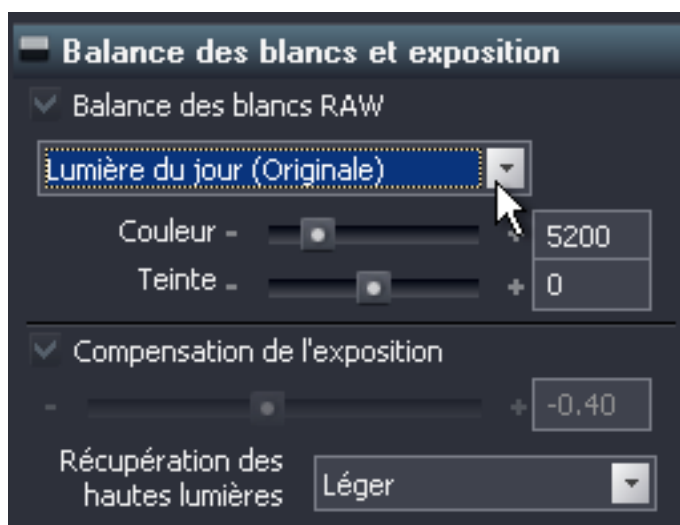 Balance des blancs et exposition
Balance des blancs RAW
Lumière du jour (Originale)
Couleur - + 5200
Teinte - + 0
Compensation de l'exposition
- + -0.40
Récupération des
hautes lumières Léger